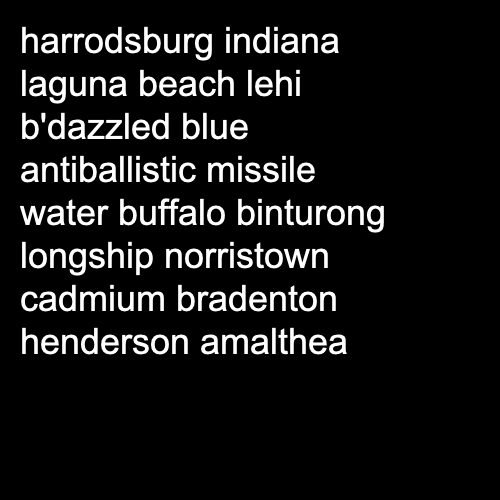 harrodsburg indiana
laguna beach lehi
b'dazzled blue
antiballistic missile
water buffalo binturong
longship norristown
cadmium bradenton
henderson amalthea